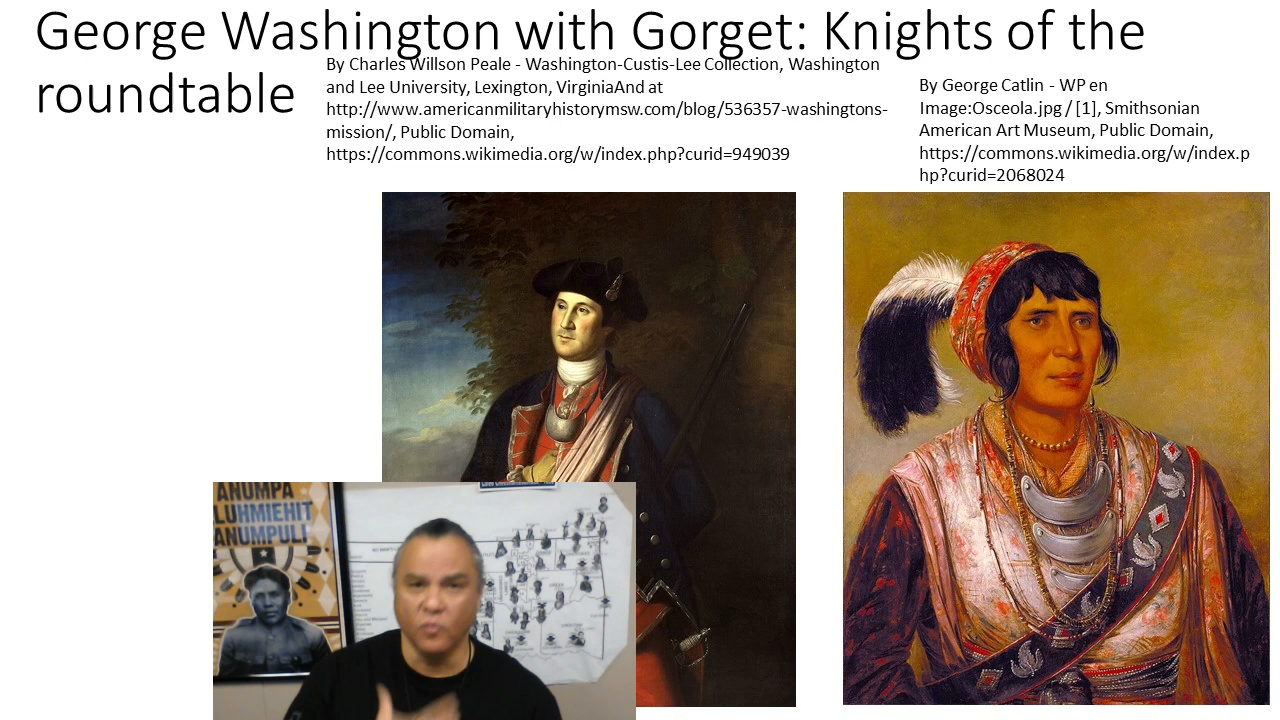 George Washington with Gorget: Knights of the
roundtable
By Charles Willson Peale - Washington-Custis-Lee Collection, Washington
and Lee University, Lexington, VirginiaAnd at
http://www.americanmilitaryhistorymsw.com/blog/536357-washingtons-
mission/, Public Domain,
https://commons.wikimedia.org/w/index.php?curid=949039
By George Catlin - WP en
Image:Osceola.jpg / [1], Smithsonian
American Art Museum, Public Domain,
https://commons.wikimedia.org/w/index.p
hp?curid=2068024
ANUMPA
LUHMIEHIT
ANUMPULI